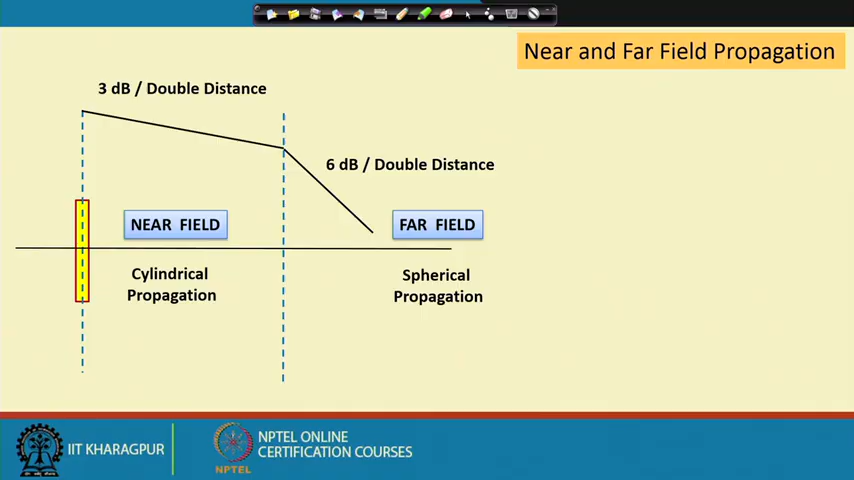 Near and Far Field Propagation
3 dB / Double Distance
6 dB / Double Distance
NEAR FIELD
FAR FIELD
Cylindrical
Propagation
Spherical
Propagation
IIT KHARAGPUR
NPTEL
NPTEL ONLINE
CERTIFICATION COURSES